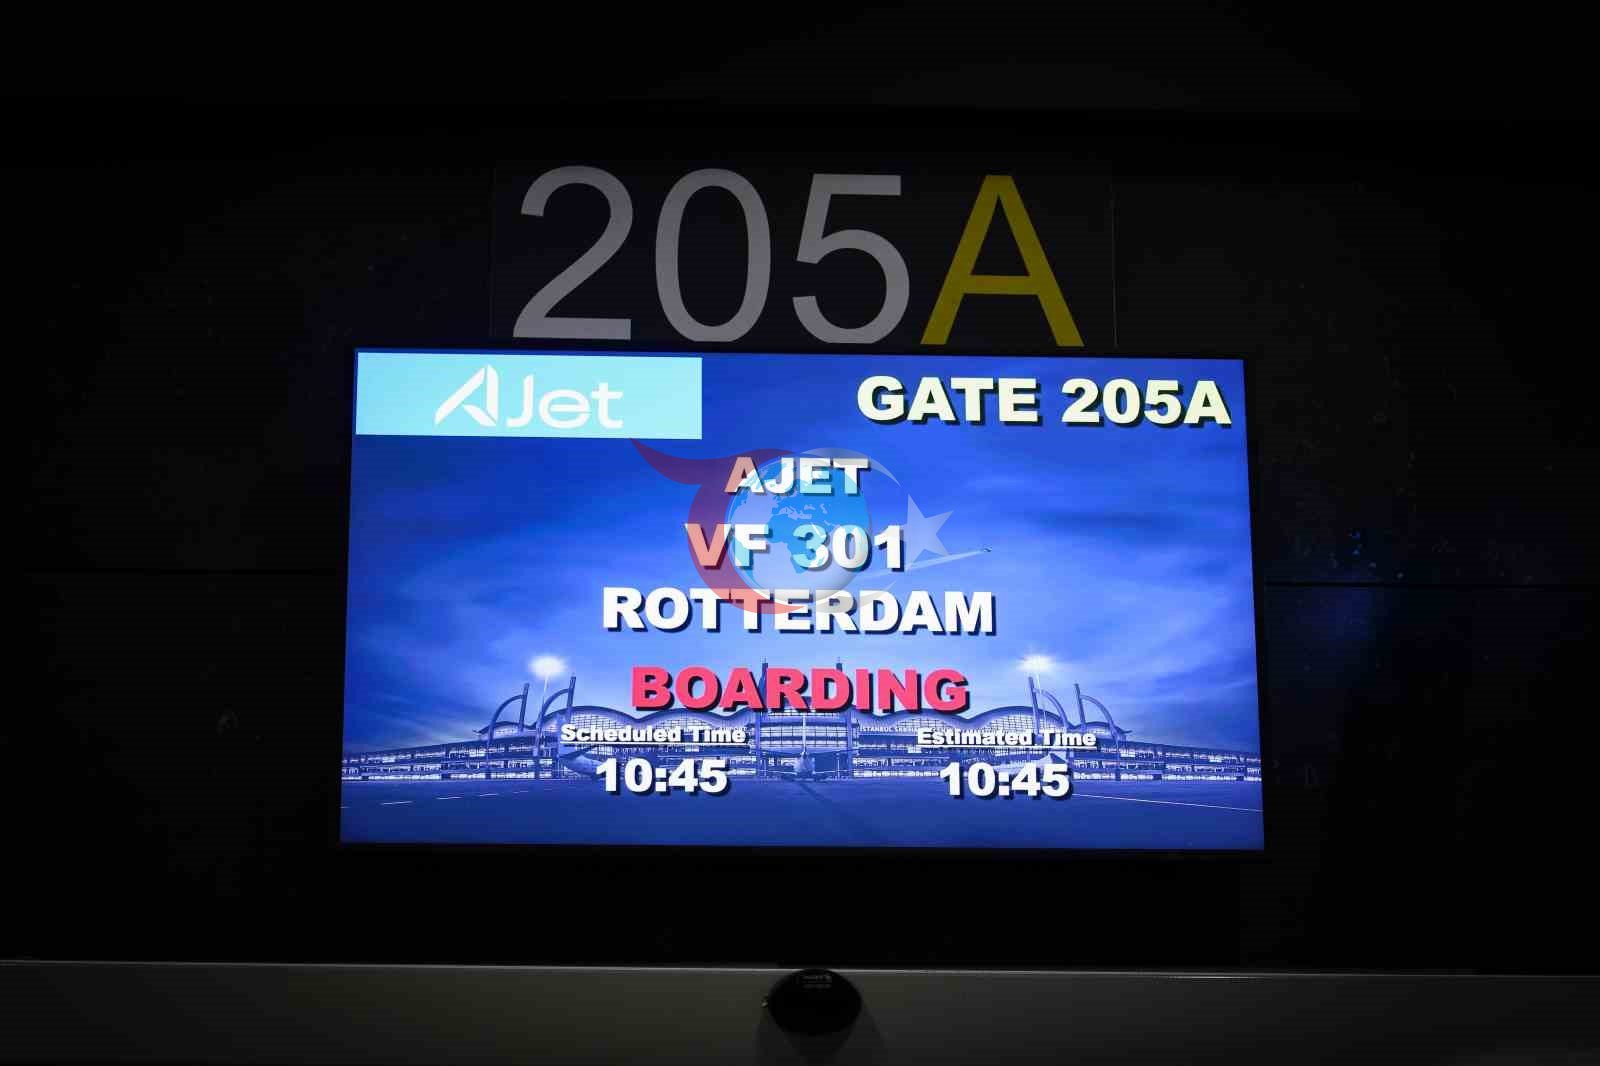 205A
AJet
GATE 205A
AJET
VF 301
ROTTERDAM
BOARDING
Scheduled Time
Estimated Time
10:45
10:45